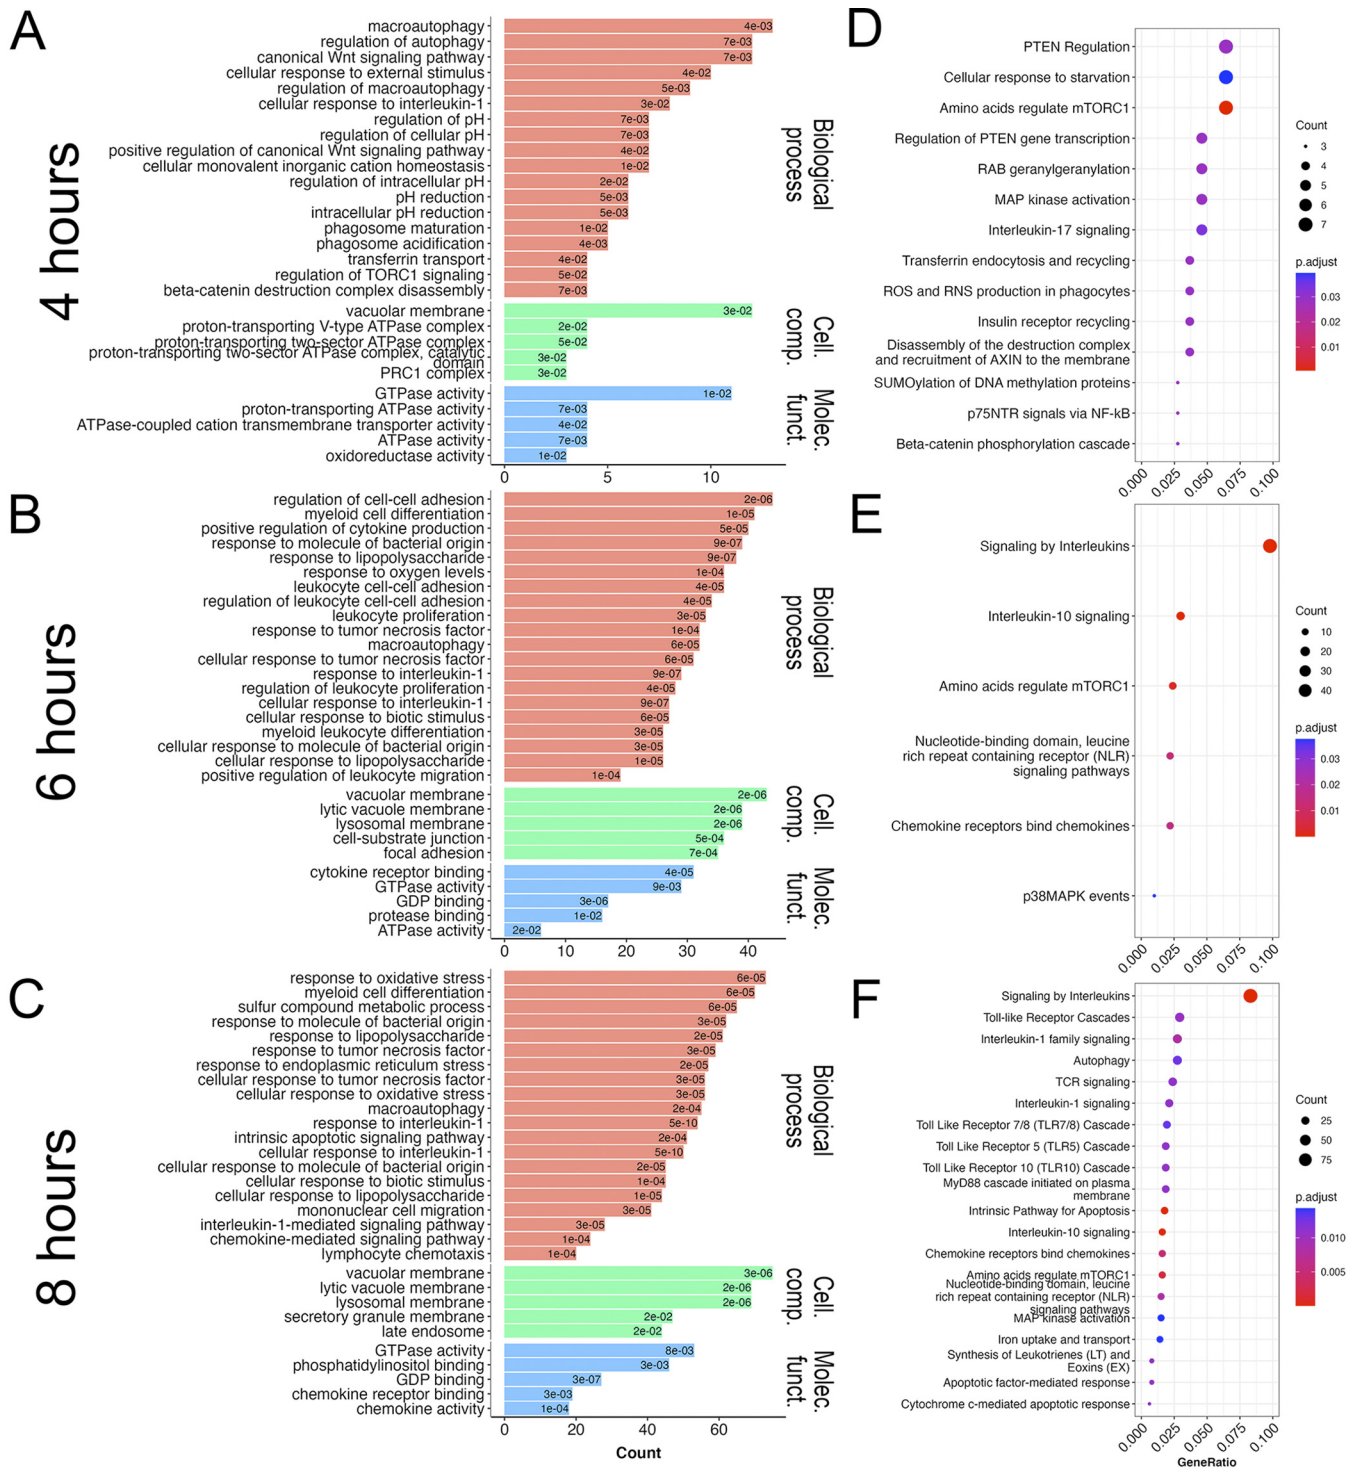 A
4 hours
macroautophagy 4e-03
regulation of autophagy 7e-03
canonical Wnt signaling pathway 7e-03
cellular response to external stimulus 4e-02
regulation of macroautophagy 5e-03
cellular response to interleukin-1 3e-02
regulation of pH 7e-03
regulation of cellular pH 7e-03
positive regulation of canonical Wnt signaling pathway 4e-02
cellular monovalent inorganic cation homeostasis 1e-02
regulation of intracellular pH 2e-02
pH reduction 5e-03
intracellular pH reduction 5e-03
phagosome maturation 1e-02
phagosome acidification 4e-03
transferrin transport 4e-02
regulation of TORC1 signaling 5e-02
beta-catenin destruction complex disassembly 7e-03
Biological
process
vacuolar membrane 3e-02
proton-transporting V-type ATPase complex 2e-02
proton-transporting two-sector ATPase complex 5e-02
proton-transporting two-sector ATPase complex, catalytic
domain 3e-02
PRC1 complex 3e-02
Cell.
comp.
GTPase activity 1e-02
proton-transporting ATPase activity 7e-03
ATPase-coupled cation transmembrane transporter activity 4e-02
ATPase activity 7e-03
oxidoreductase activity 1e-02
Molec.
funct.
0 5 10
D
PTEN Regulation
Cellular response to starvation
Amino acids regulate mTORC1
Regulation of PTEN gene transcription
RAB geranylgeranylation
MAP kinase activation
Interleukin-17 signaling
Transferrin endocytosis and recycling
ROS and RNS production in phagocytes
Insulin receptor recycling
Disassembly of the destruction complex
and recruitment of AXIN to the membrane
SUMOylation of DNA methylation proteins
p75NTR signals via NF-kB
Beta-catenin phosphorylation cascade
0.000 0.025 0.050 0.075 0.100
Count
3
4
5
6
7
p.adjust
0.03
0.02
0.01
B
6 hours
regulation of cell-cell adhesion 2e-06
myeloid cell differentiation 1e-05
positive regulation of cytokine production 5e-05
response to molecule of bacterial origin 9e-07
response to lipopolysaccharide 9e-07
response to oxygen levels 1e-04
leukocyte cell-cell adhesion 4e-05
regulation of leukocyte cell-cell adhesion 4e-05
leukocyte proliferation 3e-05
response to tumor necrosis factor 1e-04
macroautophagy 6e-05
cellular response to tumor necrosis factor 6e-05
response to interleukin-1 9e-07
regulation of leukocyte proliferation 4e-05
cellular response to interleukin-1 9e-07
cellular response to biotic stimulus 6e-05
myeloid leukocyte differentiation 3e-05
cellular response to molecule of bacterial origin 3e-05
cellular response to lipopolysaccharide 1e-05
positive regulation of leukocyte migration 1e-04
Biological
process
vacuolar membrane 2e-06
lytic vacuole membrane 2e-06
lysosomal membrane 2e-06
cell-substrate junction 5e-04
focal adhesion 7e-04
Cell.
comp.
cytokine receptor binding 4e-05
GTPase activity 9e-03
GDP binding 3e-06
protease binding 1e-02
ATPase activity 2e-02
Molec.
funct.
0 10 20 30 40
E
Signaling by Interleukins
Interleukin-10 signaling
Amino acids regulate mTORC1
Nucleotide-binding domain, leucine
rich repeat containing receptor (NLR)
signaling pathways
Chemokine receptors bind chemokines
p38MAPK events
0.000 0.025 0.050 0.075 0.100
Count
10
20
30
40
p.adjust
0.03
0.02
0.01
C
8 hours
response to oxidative stress 6e-05
myeloid cell differentiation 6e-05
sulfur compound metabolic process 6e-05
response to molecule of bacterial origin 3e-05
response to lipopolysaccharide 2e-05
response to tumor necrosis factor 3e-05
response to endoplasmic reticulum stress 2e-05
cellular response to tumor necrosis factor 3e-05
cellular response to oxidative stress 3e-05
macroautophagy 2e-04
response to interleukin-1 5e-10
intrinsic apoptotic signaling pathway 2e-04
cellular response to interleukin-1 5e-10
cellular response to molecule of bacterial origin 2e-05
cellular response to biotic stimulus 1e-04
cellular response to lipopolysaccharide 1e-05
mononuclear cell migration 3e-05
interleukin-1-mediated signaling pathway 3e-05
chemokine-mediated signaling pathway 1e-04
lymphocyte chemotaxis 1e-04
Biological
process
vacuolar membrane 3e-06
lytic vacuole membrane 2e-06
lysosomal membrane 2e-06
secretory granule membrane 2e-02
late endosome 2e-02
Cell.
comp.
GTPase activity 8e-03
phosphatidylinositol binding 3e-03
GDP binding 3e-07
chemokine receptor binding 3e-03
chemokine activity 1e-04
Molec.
funct.
0 20 40 60
Count
F
Signaling by Interleukins
Toll-like Receptor Cascades
Interleukin-1 family signaling
Autophagy
TCR signaling
Interleukin-1 signaling
Toll Like Receptor 7/8 (TLR7/8) Cascade
Toll Like Receptor 5 (TLR5) Cascade
Toll Like Receptor 10 (TLR10) Cascade
MyD88 cascade initiated on plasma
membrane
Intrinsic Pathway for Apoptosis
Interleukin-10 signaling
Chemokine receptors bind chemokines
Amino acids regulate mTORC1
Nucleotide-binding domain, leucine
rich repeat containing receptor (NLR)
signaling pathways
MAP kinase activation
Iron uptake and transport
Synthesis of Leukotrienes (LT) and
Eoxins (EX)
Apoptotic factor-mediated response
Cytochrome c-mediated apoptotic response
0.000 0.025 0.050 0.075 0.100
GeneRatio
Count
25
50
75
p.adjust
0.010
0.005